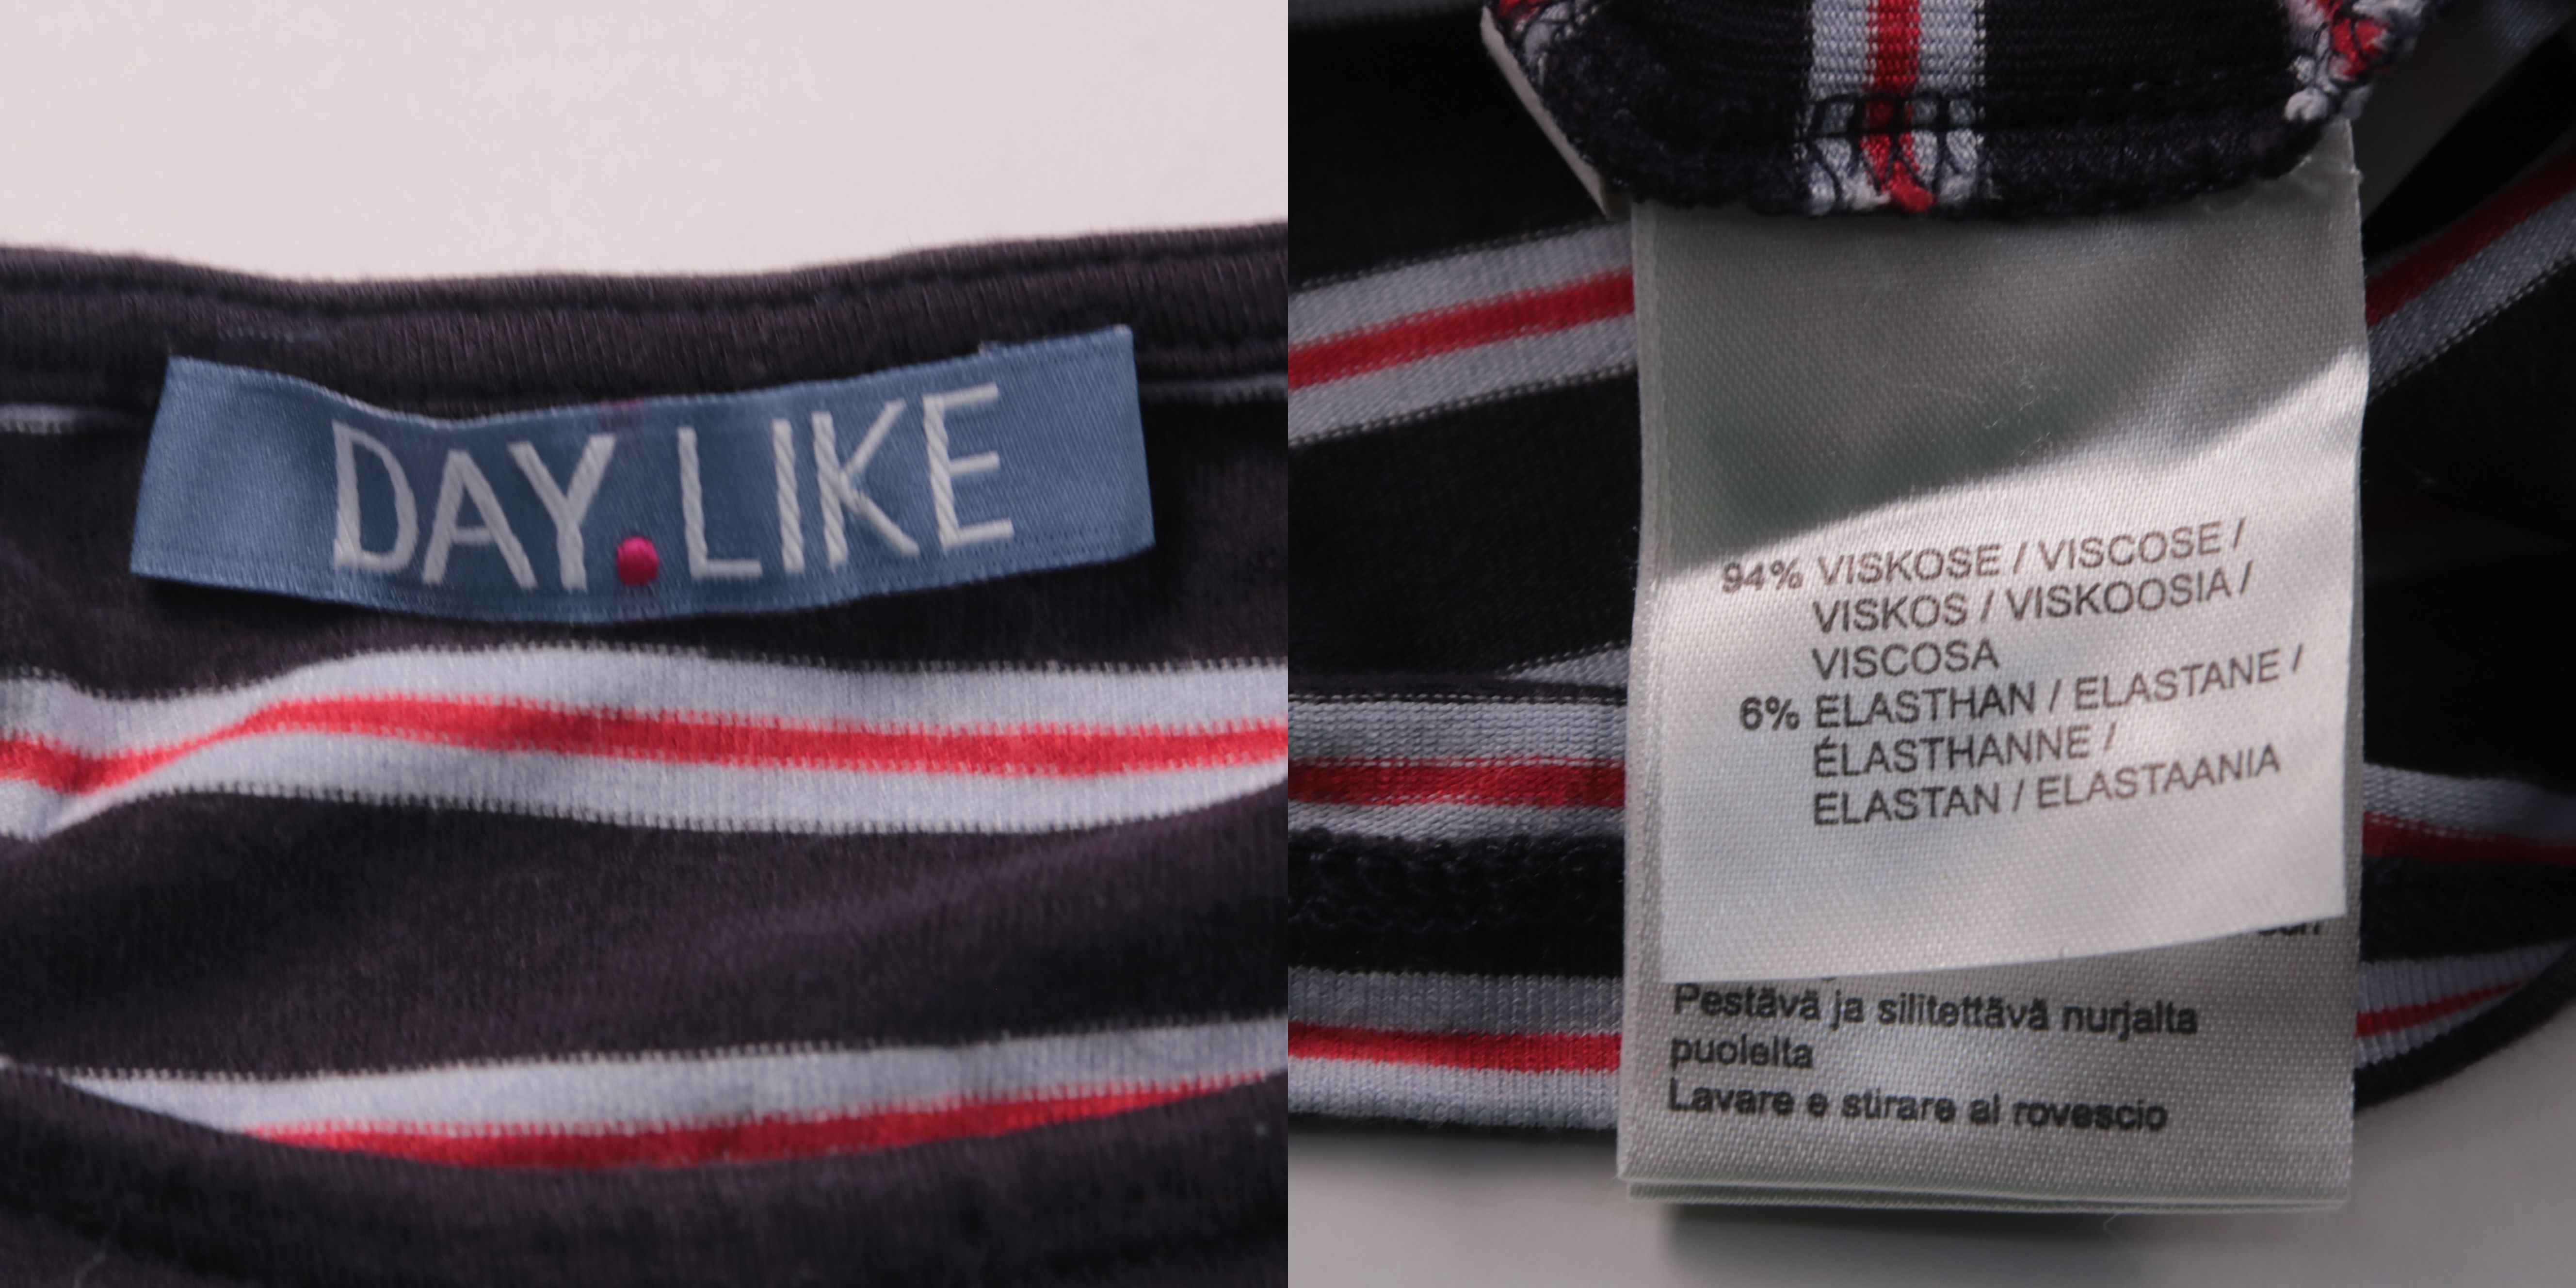 DAY.LIKE
94% VISKOSE / VISCOSE /
VISKOS / VISKOOSIA /
VISCOSA
6% ELASTHAN / ELASTANE /
ÉLASTHANNE /
ELASTAN / ELASTAANIA
Pestävä ja silitettävä nurjalta
puolelta
Lavare e stirare al rovescio